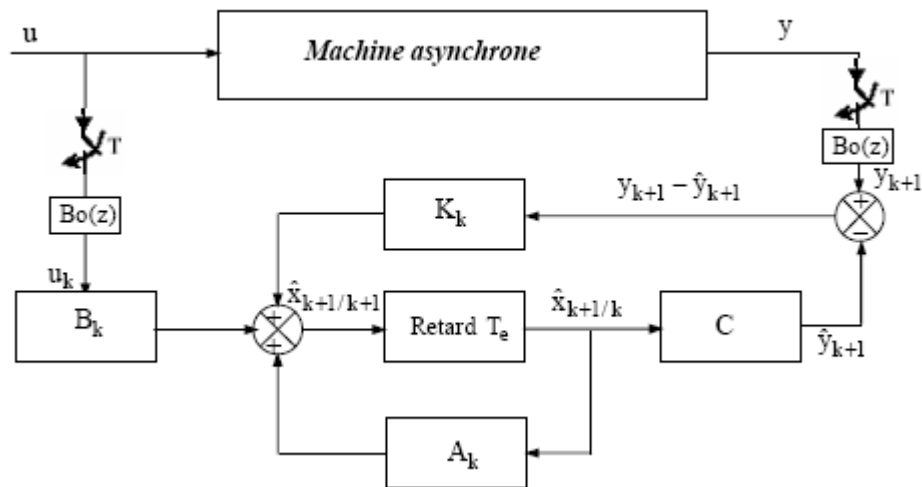 u
Machine asynchrone
y
T
T
Bo(z)
y_{k+1}
y_{k+1} − ŷ_{k+1}
K_k
Bo(z)
u_k
B_k
+
+
+
x̂_{k+1/k+1}
Retard T_e
x̂_{k+1/k}
C
ŷ_{k+1}
+
−
A_k